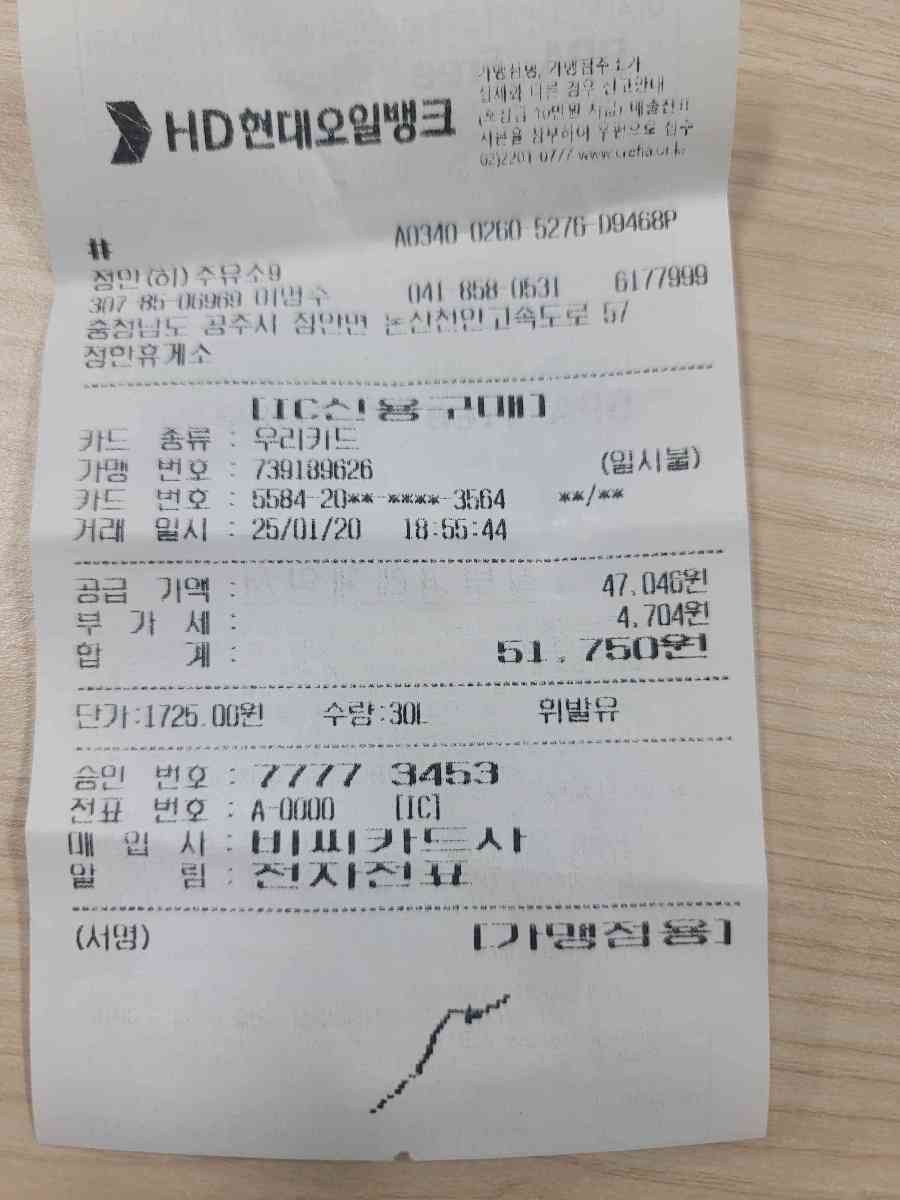 HD현대오일뱅크
가맹점명, 가맹점주소가
실제와 다른 경우 신고안내
(포상금 10만원 지급) 매출전표
사본을 첨부하여 우편으로 접수
02)2201-0777 www.crefia.or.kr
#
A0340-0260-5276-D9468P
정안(하)주유소9
307-85-06969 041-858-0531 6177999
충청남도 공주시 정안면 논산천안고속도로 57
정안휴게소
[IC신용구매]
카드 종류 : 우리카드
가맹 번호 : 739189626 (일시불)
카드 번호 : 5584-20**-****-3564 **/**
거래 일시 : 25/01/20 18:55:44
공급 기액 : 47,046원
부 가 세 : 4,704원
합 계 : 51,750원
단가:1725.00원 수량:30L 휘발유
승인 번호 : 7777 3453
전표 번호 : A-0000 [IC]
매 입 사 : 비씨카드사
알 림 : 전자전표
(서명) [가맹점용]